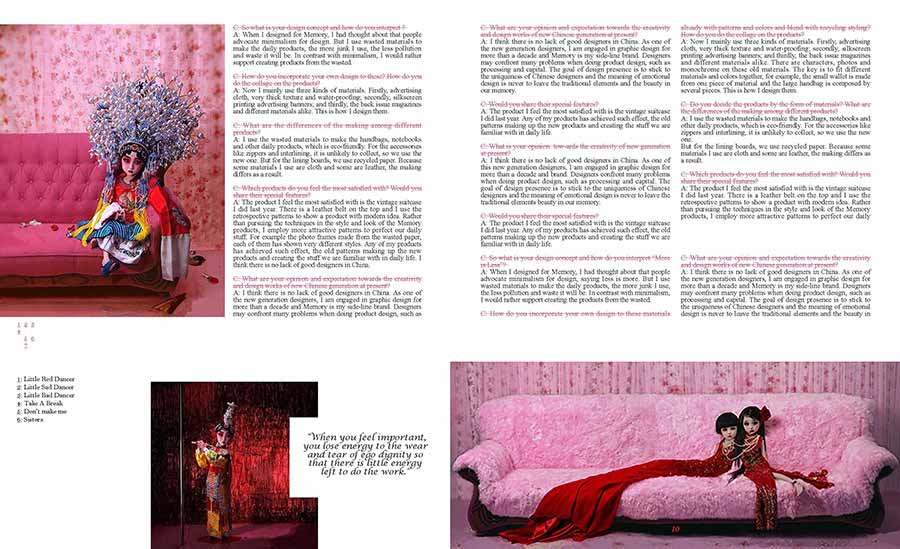 C: So what is your design concept and how do you interpret ?
A: When I designed for Memory, I had thought about that people
advocate minimalism for design. But I use wasted materials to
make the daily products, the more junk I use, the loss pollution
and waste it will be. In contrast with minimalism, I would rather
support creating products from the wasted.
C: How do you incorporate your own design to these? How do you
do the collage on the products?
A: Now I mainly use three kinds of materials. Firstly, advertising
cloth, very thick texture and water-proofing; secondly, silkscreen
printing advertising banners, and thirdly, the back issue magazines
and different materials alike. This is how I design them.
C: What are the differences of the making among different
products?
A: I use the wasted materials to make the handbags, notebooks
and other daily products, which is eco-friendly. For the accessories
like zippers and interlining, it is unlikely to collect, so we use the
new one. But for the lining boards, we use recycled paper. Because
some materials I use are cloth and some are leather, the making
differs as a result.
C: Which products do you feel the most satisfied with? Would you
share their special features?
A: The product I feel the most satisfied with is the vintage suitcase
I did last year. There is a leather belt on the top and I use the
retrospective patterns to show a product with modern idea. Rather
than pursuing the techniques in the style and look of the Memory
products, I employ more attractive patterns to perfect our daily
stuff. For example the photo frames made from the wasted paper,
each of them has shown very different styles. Any of my products
has achieved such effect, the old patterns making up the new
products and creating the stuff we are familiar with in daily life. I
think there is no lack of good designers in China.
C: What are your opinion and expectation towards the creativity
and design works of new Chinese generation at present?
A: I think there is no lack of good designers in China. As one of
the new generation designers, I am engaged in graphic design for
more than a decade and Memory is my side-line brand. Designers
may confront many problems when doing product design, such as
C: What are your opinion and expectation towards the creativity
and design works of new Chinese generation at present?
A: I think there is no lack of good designers in China. As one of
the new generation designers, I am engaged in graphic design for
more than a decade and Memory is my side-line brand. Designers
may confront many problems when doing product design, such as
processing and capital. The goal of design presence is to stick to
the uniqueness of Chinese designers and the meaning of emotional
design is never to leave the traditional elements and the beauty in
our memory.
C: Would you share their special features?
A: The product I feel the most satisfied with is the vintage suitcase
I did last year. Any of my products has achieved such effect, the old
patterns making up the new products and creating the stuff we are
familiar with in daily life.
C: What is your opinion tow-ards the creativity of new generation
at present?
A: I think there is no lack of good designers in China. As one of
this new generation designers, I am engaged in graphic design for
more than a decade and brand. Designers confront many problems
when doing product design, such as processing and capital. The
goal of design presence is to stick to the uniqueness of Chinese
designers and the meaning of emotional design is never to leave the
traditional elements beauty in our memory.
C: Would you share their special features?
A: The product I feel the most satisfied with is the vintage suitcase
I did last year. Any of my products has achieved such effect, the old
patterns making up the new products and creating the stuff we are
familiar with in daily life.
C: So what is your design concept and how do you interpret "More
is Less"?
A: When I designed for Memory, I had thought about that people
advocate minimalism for design, saying less is more. But I use
wasted materials to make the daily products, the more junk I use,
the loss pollution and waste it will be. In contrast with minimalism,
I would rather support creating the products from the wasted.
C: How do you incorporate your own design to these materials
already with patterns and colors and blend with recycling styling?
How do you do the collage on the products?
A: Now I mainly use three kinds of materials. Firstly, advertising
cloth, very thick texture and water-proofing; secondly, silkscreen
printing advertising banners; and thirdly, the back issue magazines
and different materials alike. There are characters, photos and
monochrome on these old materials. The key is to fit different
materials and colors together, for example, the small wallet is made
from one piece of material and the large handbag is composed by
several pieces. This is how I design them.
C: Do you decide the products by the form of materials? What are
the differences of the making among different products?
A: I use the wasted materials to make the handbags, notebooks and
other daily products, which is eco-friendly. For the accessories like
zippers and interlining, it is unlikely to collect, so we use the new
one.
But for the lining boards, we use recycled paper. Because some
materials I use are cloth and some are leather, the making differs as
a result.
C: Which products do you feel the most satisfied with? Would you
share their special features?
A: The product I feel the most satisfied with is the vintage suitcase
I did last year. There is a leather belt on the top and I use the
retrospective patterns to show a product with modern idea. Rather
than pursuing the techniques in the style and look of the Memory
products, I employ more attractive patterns to perfect our daily
C: What are your opinion and expectation towards the creativity
and design works of new Chinese generation at present?
A: I think there is no lack of good designers in China. As one of
the new generation designers, I am engaged in graphic design for
more than a decade and Memory is my side-line brand. Designers
may confront many problems when doing product design, such as
processing and capital. The goal of design presence is to stick to
the uniqueness of Chinese designers and the meaning of emotional
design is never to leave the traditional elements and the beauty in
1 2 3
4
5 6
1: Little Red Dancer
2: Little Sad Dancer
3: Little Bad Dancer
4: Take A Break
5: Don't make me
6: Sisters
"When you feel important,
you lose energy to the wear
and tear of ego dignity so
that there is little energy
left to do the work."
10